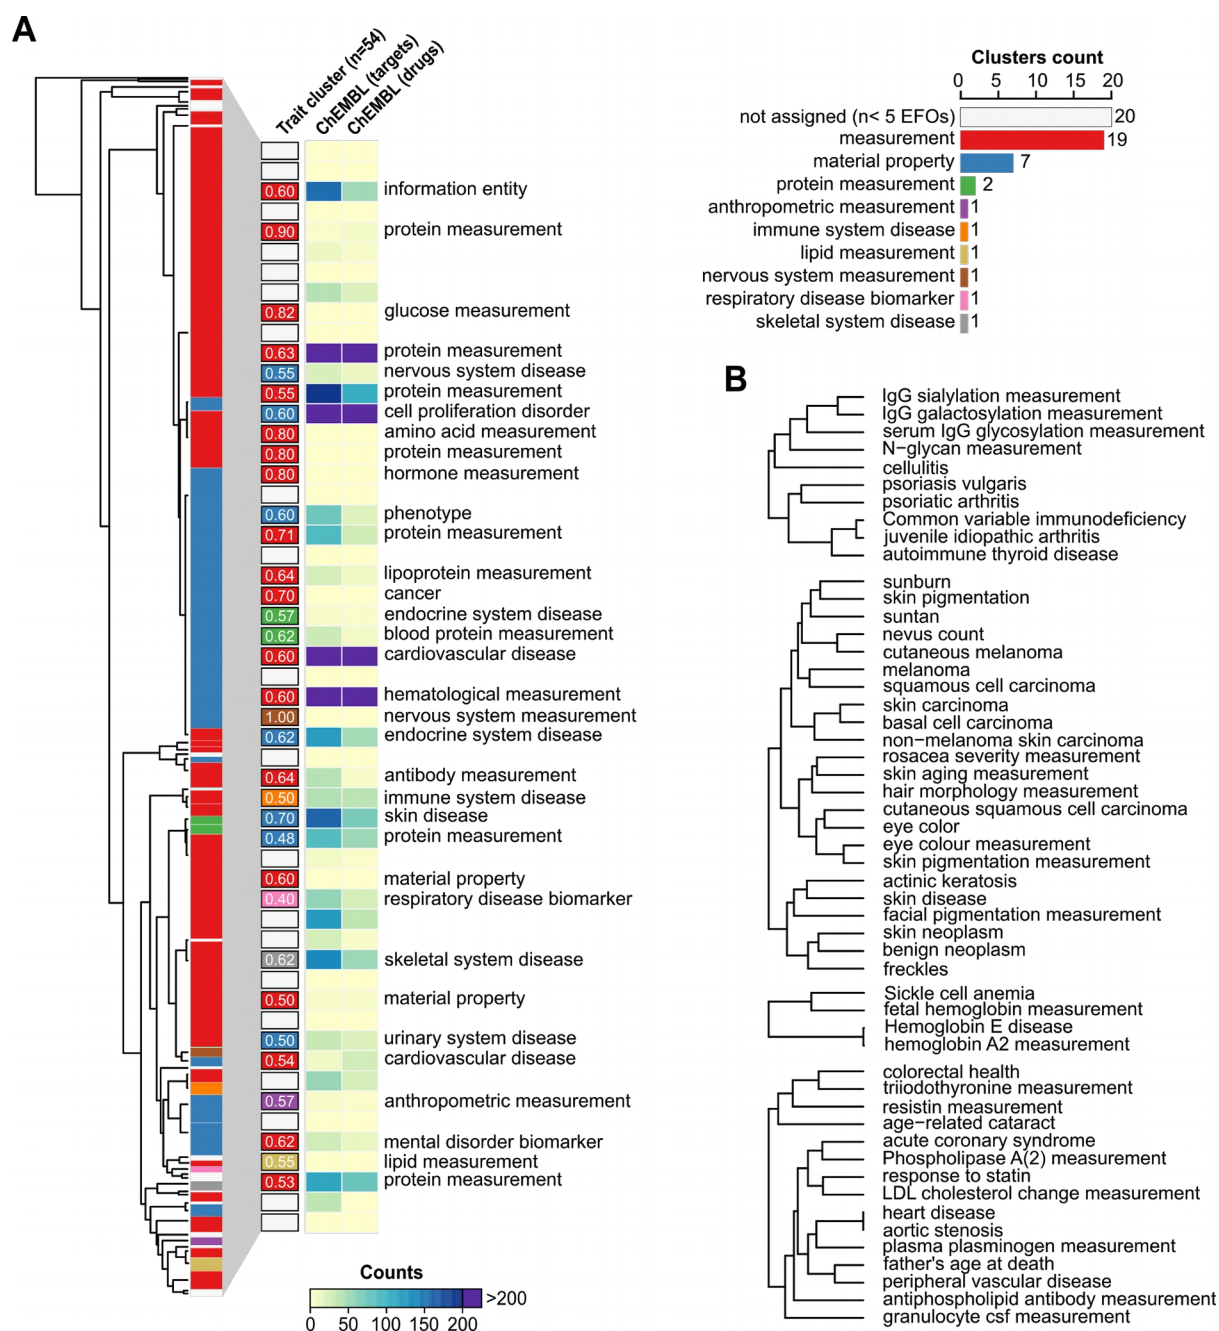 A
Trait cluster (n=54)
ChEMBL (targets)
ChEMBL (drugs)
0.60 information entity
0.90 protein measurement
0.82 glucose measurement
0.63 protein measurement
0.55 nervous system disease
0.55 protein measurement
0.60 cell proliferation disorder
0.80 amino acid measurement
0.80 protein measurement
0.80 hormone measurement
0.60 phenotype
0.71 protein measurement
0.64 lipoprotein measurement
0.70 cancer
0.57 endocrine system disease
0.62 blood protein measurement
0.60 cardiovascular disease
0.60 hematological measurement
1.00 nervous system measurement
0.62 endocrine system disease
0.64 antibody measurement
0.50 immune system disease
0.70 skin disease
0.48 protein measurement
0.60 material property
0.40 respiratory disease biomarker
0.62 skeletal system disease
0.50 material property
0.50 urinary system disease
0.54 cardiovascular disease
0.57 anthropometric measurement
0.62 mental disorder biomarker
0.55 lipid measurement
0.53 protein measurement
Counts
>200
0 50 100 150 200
Clusters count
0 5 10 15 20
not assigned (n< 5 EFOs) 20
measurement 19
material property 7
protein measurement 2
anthropometric measurement 1
immune system disease 1
lipid measurement 1
nervous system measurement 1
respiratory disease biomarker 1
skeletal system disease 1
B
IgG sialylation measurement
IgG galactosylation measurement
serum IgG glycosylation measurement
N-glycan measurement
cellulitis
psoriasis vulgaris
psoriatic arthritis
Common variable immunodeficiency
juvenile idiopathic arthritis
autoimmune thyroid disease
sunburn
skin pigmentation
suntan
nevus count
cutaneous melanoma
melanoma
squamous cell carcinoma
skin carcinoma
basal cell carcinoma
non-melanoma skin carcinoma
rosacea severity measurement
skin aging measurement
hair morphology measurement
cutaneous squamous cell carcinoma
eye color
eye colour measurement
skin pigmentation measurement
actinic keratosis
skin disease
facial pigmentation measurement
skin neoplasm
benign neoplasm
freckles
Sickle cell anemia
fetal hemoglobin measurement
Hemoglobin E disease
hemoglobin A2 measurement
colorectal health
triiodothyronine measurement
resistin measurement
age-related cataract
acute coronary syndrome
Phospholipase A(2) measurement
response to statin
LDL cholesterol change measurement
heart disease
aortic stenosis
plasma plasminogen measurement
father's age at death
peripheral vascular disease
antiphospholipid antibody measurement
granulocyte csf measurement